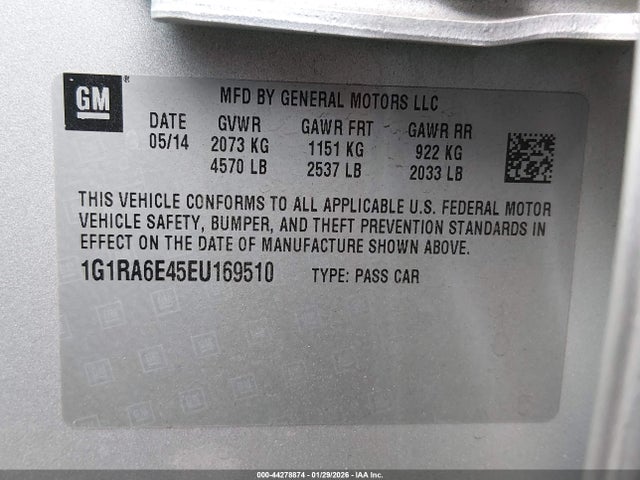 GM
MFD BY GENERAL MOTORS LLC
DATE GVWR GAWR FRT GAWR RR
05/14 2073 KG 1151 KG 922 KG
4570 LB 2537 LB 2033 LB
THIS VEHICLE CONFORMS TO ALL APPLICABLE U.S. FEDERAL MOTOR
VEHICLE SAFETY, BUMPER, AND THEFT PREVENTION STANDARDS IN
EFFECT ON THE DATE OF MANUFACTURE SHOWN ABOVE.
1G1RA6E45EU169510 TYPE: PASS CAR
000-44278874 | 01/29/2026 | IAA Inc.